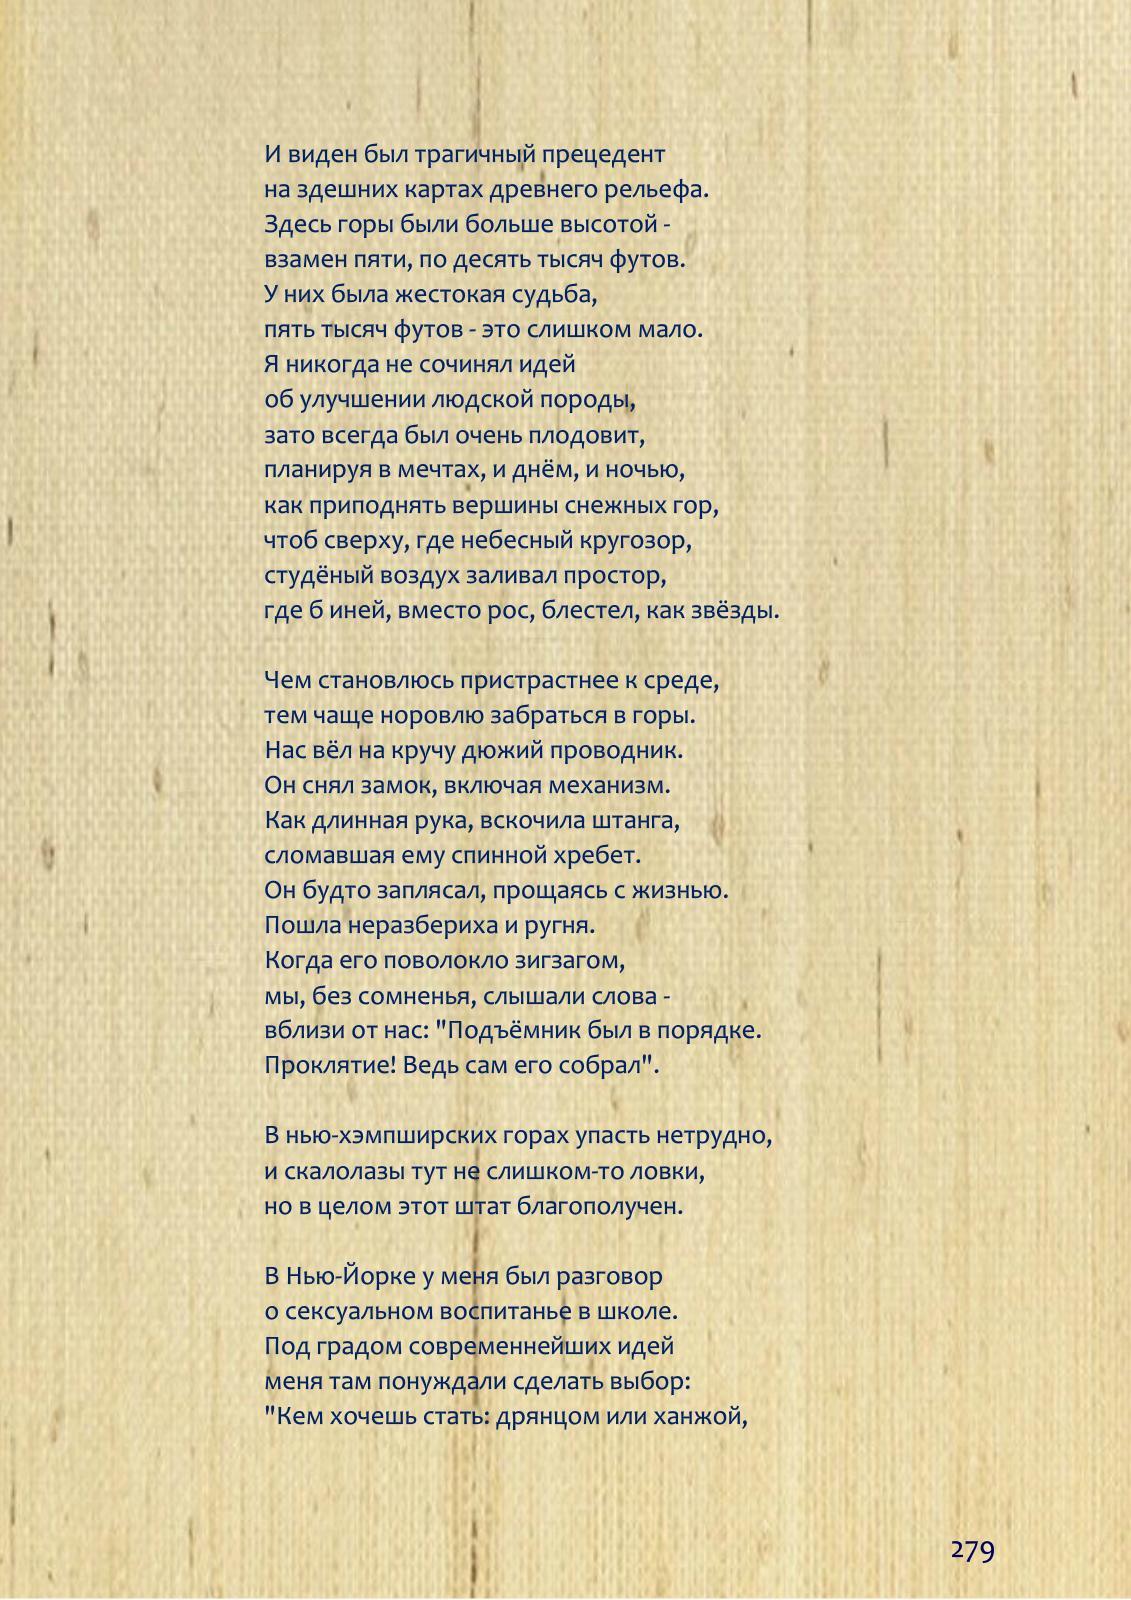 И виден был трагичный прецедент
на здешних картах древнего рельефа.
Здесь горы были больше высотой -
взамен пяти, по десять тысяч футов.
У них была жестокая судьба,
пять тысяч футов - это слишком мало.
Я никогда не сочинял идей
об улучшении людской породы,
зато всегда был очень плодовит,
планируя в мечтах, и днём, и ночью,
как приподнять вершины снежных гор,
чтоб сверху, где небесный кругозор,
студёный воздух заливал простор,
где б иней, вместо рос, блестел, как звёзды.

Чем становлюсь пристрастнее к среде,
тем чаще норовлю забраться в горы.
Нас вёл на кручу дюжий проводник.
Он снял замок, включая механизм.
Как длинная рука, вскочила штанга,
сломавшая ему спинной хребет.
Он будто заплясал, прощаясь с жизнью.
Пошла неразбериха и ругня.
Когда его поволокло зигзагом,
мы, без сомненья, слышали слова -
вблизи от нас: "Подъёмник был в порядке.
Проклятие! Ведь сам его собрал".

В нью-хэмпширских горах упасть нетрудно,
и скалолазы тут не слишком-то ловки,
но в целом этот штат благополучен.

В Нью-Йорке у меня был разговор
о сексуальном воспитанье в школе.
Под градом современнейших идей
меня там понуждали сделать выбор:
"Кем хочешь стать: дрянцом или ханжой,
279